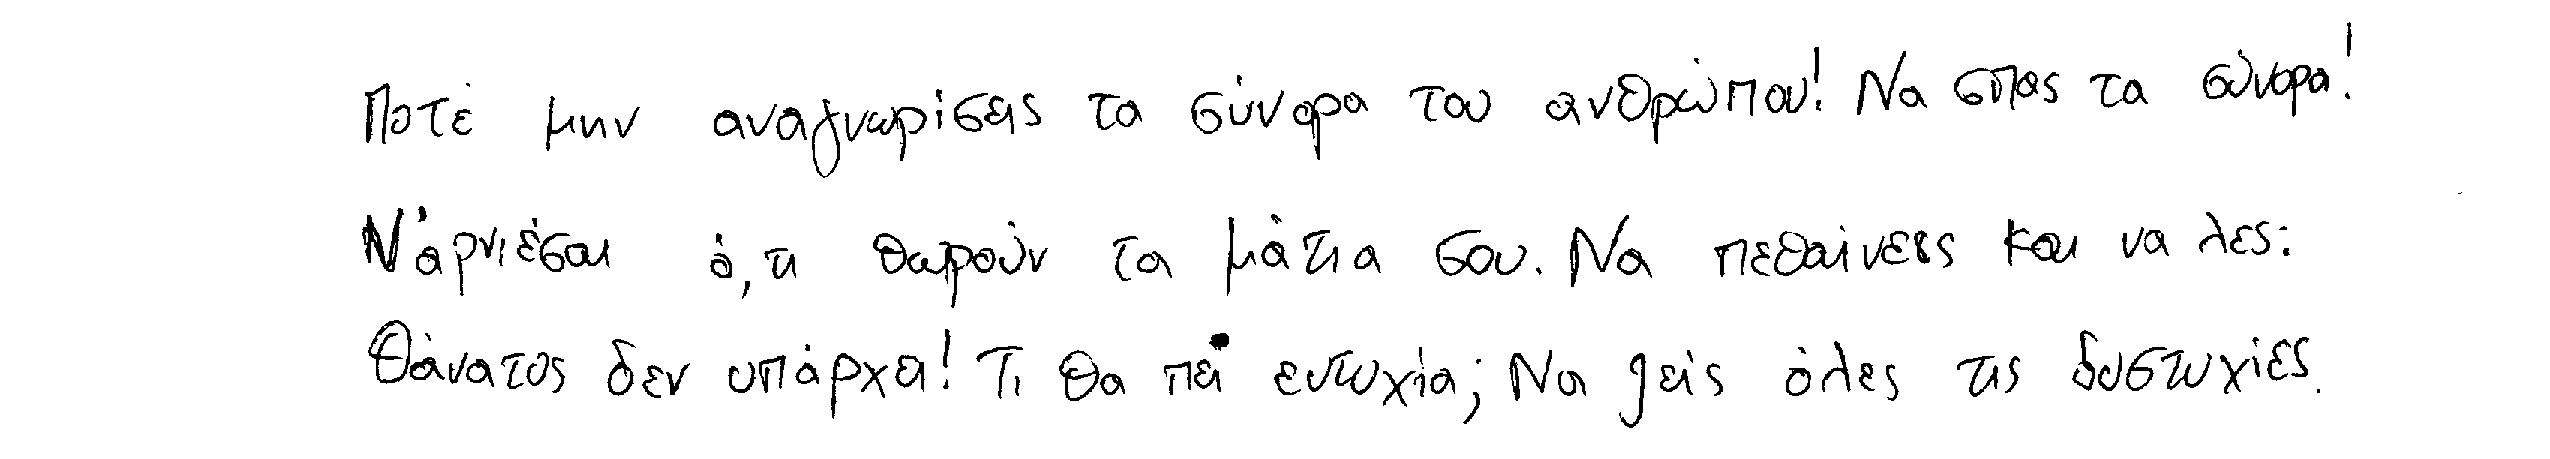 Ποτέ μην αναγνωρίσεις τα σύνορα του ανθρώπου! Να σπας τα σύνορα!
Ν'αρνιέσαι ό,τι θωρούν τα μάτια σου. Να πεθαίνεις και να λες:
Θάνατος δεν υπάρχει! Τι θα πει ευτυχία; Να ζεις όλες τις δυστυχίες.